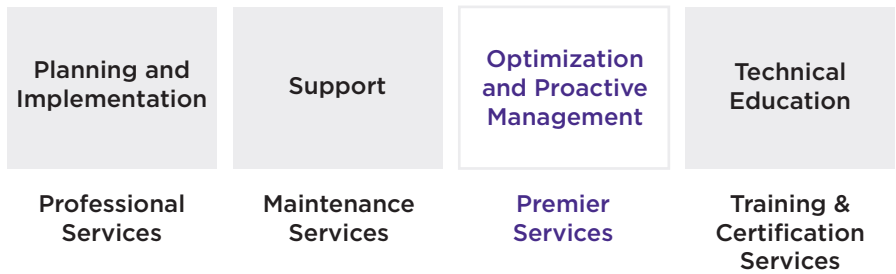 Planning and
Implementation
Support
Optimization
and Proactive
Management
Technical
Education
Professional
Services
Maintenance
Services
Premier
Services
Training &
Certification
Services